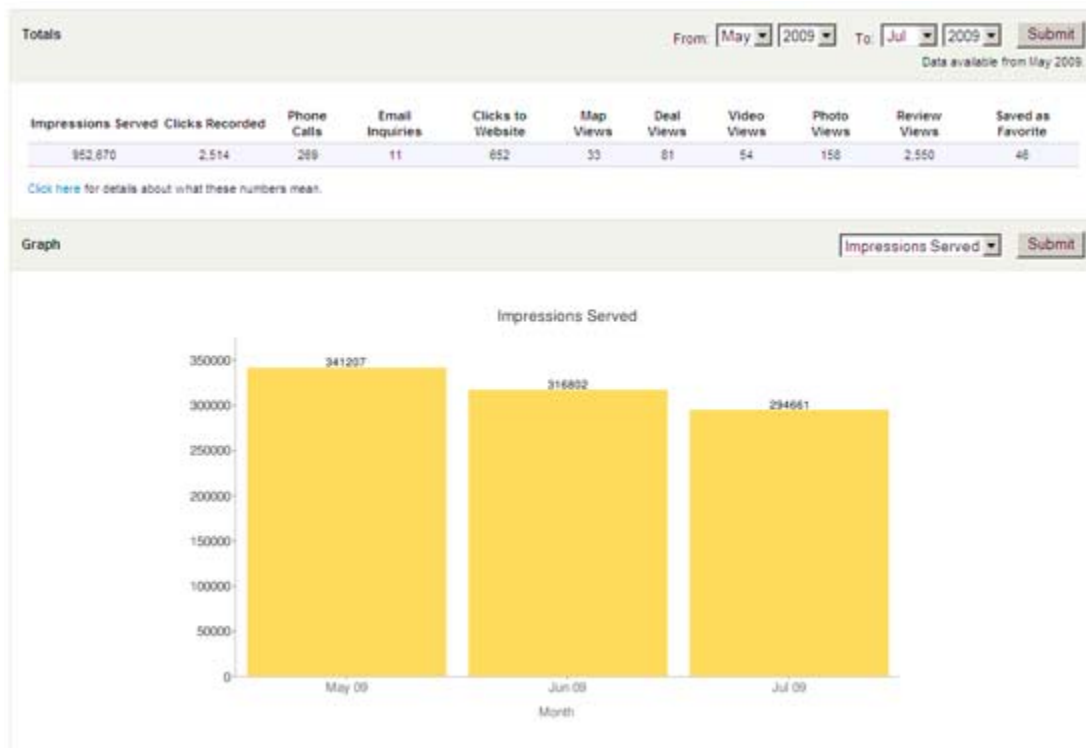 Totals From: May 2009 To: Jul 2009 Submit
Data available from May 2009
Impressions Served Clicks Recorded Phone Calls Email Inquiries Clicks to Website Map Views Deal Views Video Views Photo Views Review Views Saved as Favorite
952,670 2,514 269 11 652 33 81 54 158 2,550 46
Click here for details about what these numbers mean.
Graph Impressions Served Submit
Impressions Served
350000
341207
316802
300000
294661
250000
200000
150000
100000
50000
0
May 09 Jun 09 Jul 09
Month